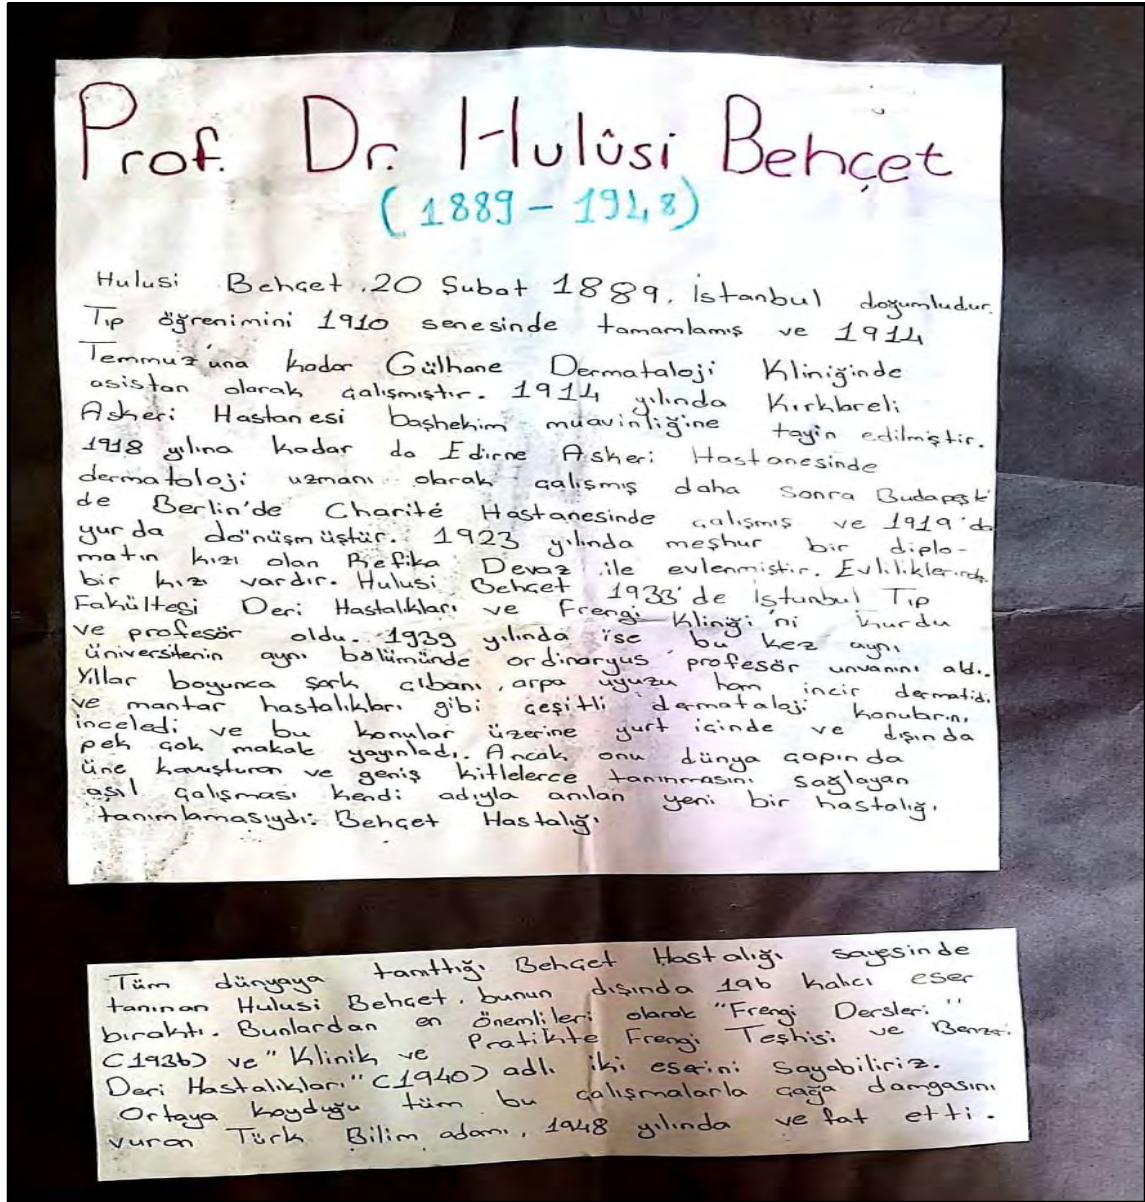 Prof. Dr. Hulûsi Behçet
(1889 - 1948)
Hulusi Behçet, 20 Şubat 1889, İstanbul doğumludur.
Tıp öğrenimini 1910 senesinde tamamlamış ve 1914
Temmuz'una kadar Gülhane Dermataloji Kliniğinde
asistan olarak çalışmıştır. 1914 yılında Kırklareli
Askeri Hastanesi başhekim muavinliğine tayin edilmiştir.
1918 yılına kadar da Edirne Askeri Hastanesinde
dermatoloji uzmanı olarak çalışmış daha sonra Budapeşte'
de Berlin'de Charité Hastanesinde çalışmış ve 1919'da
yurda dönüşmüştür. 1923 yılında meşhur bir diplo-
matın kızı olan Refika Devaz ile evlenmiştir. Evliliklerinde
bir kızı vardır. Hulusi Behçet 1933'de İstanbul Tıp
Fakültesi Deri Hastalıkları ve Frengi Kliniği'ni kurdu
ve profesör oldu. 1939 yılında ise bu kez aynı
üniversitenin aynı bölümünde ordinaryus profesör unvanını aldı.
Yıllar boyunca şark çıbanı, arpa uyuzu ham incir dermatidi
ve mantar hastalıkları gibi çeşitli dermataloji konularını
inceledi ve bu konular üzerine yurt içinde ve dışında
pek çok makale yayınladı. Ancak onu dünya çapında
üne kavuşturan ve geniş kitlelerce tanınmasını sağlayan
asıl çalışması kendi adıyla anılan yeni bir hastalığı
tanımlamasıydı: Behçet Hastalığı
Tüm dünyaya tanıttığı Behçet Hastalığı sayesinde
tanınan Hulusi Behçet, bunun dışında 196 kalıcı eser
bıraktı. Bunlardan en önemlileri olarak "Frengi Dersleri"
(1936) ve "Klinik ve Pratikte Frengi Teşhisi ve Benzeri
Deri Hastalıkları" (1940) adlı iki eserini sayabiliriz.
Ortaya koyduğu tüm bu çalışmalarla çağa damgasını
vuran Türk Bilim adamı, 1948 yılında vefat etti.